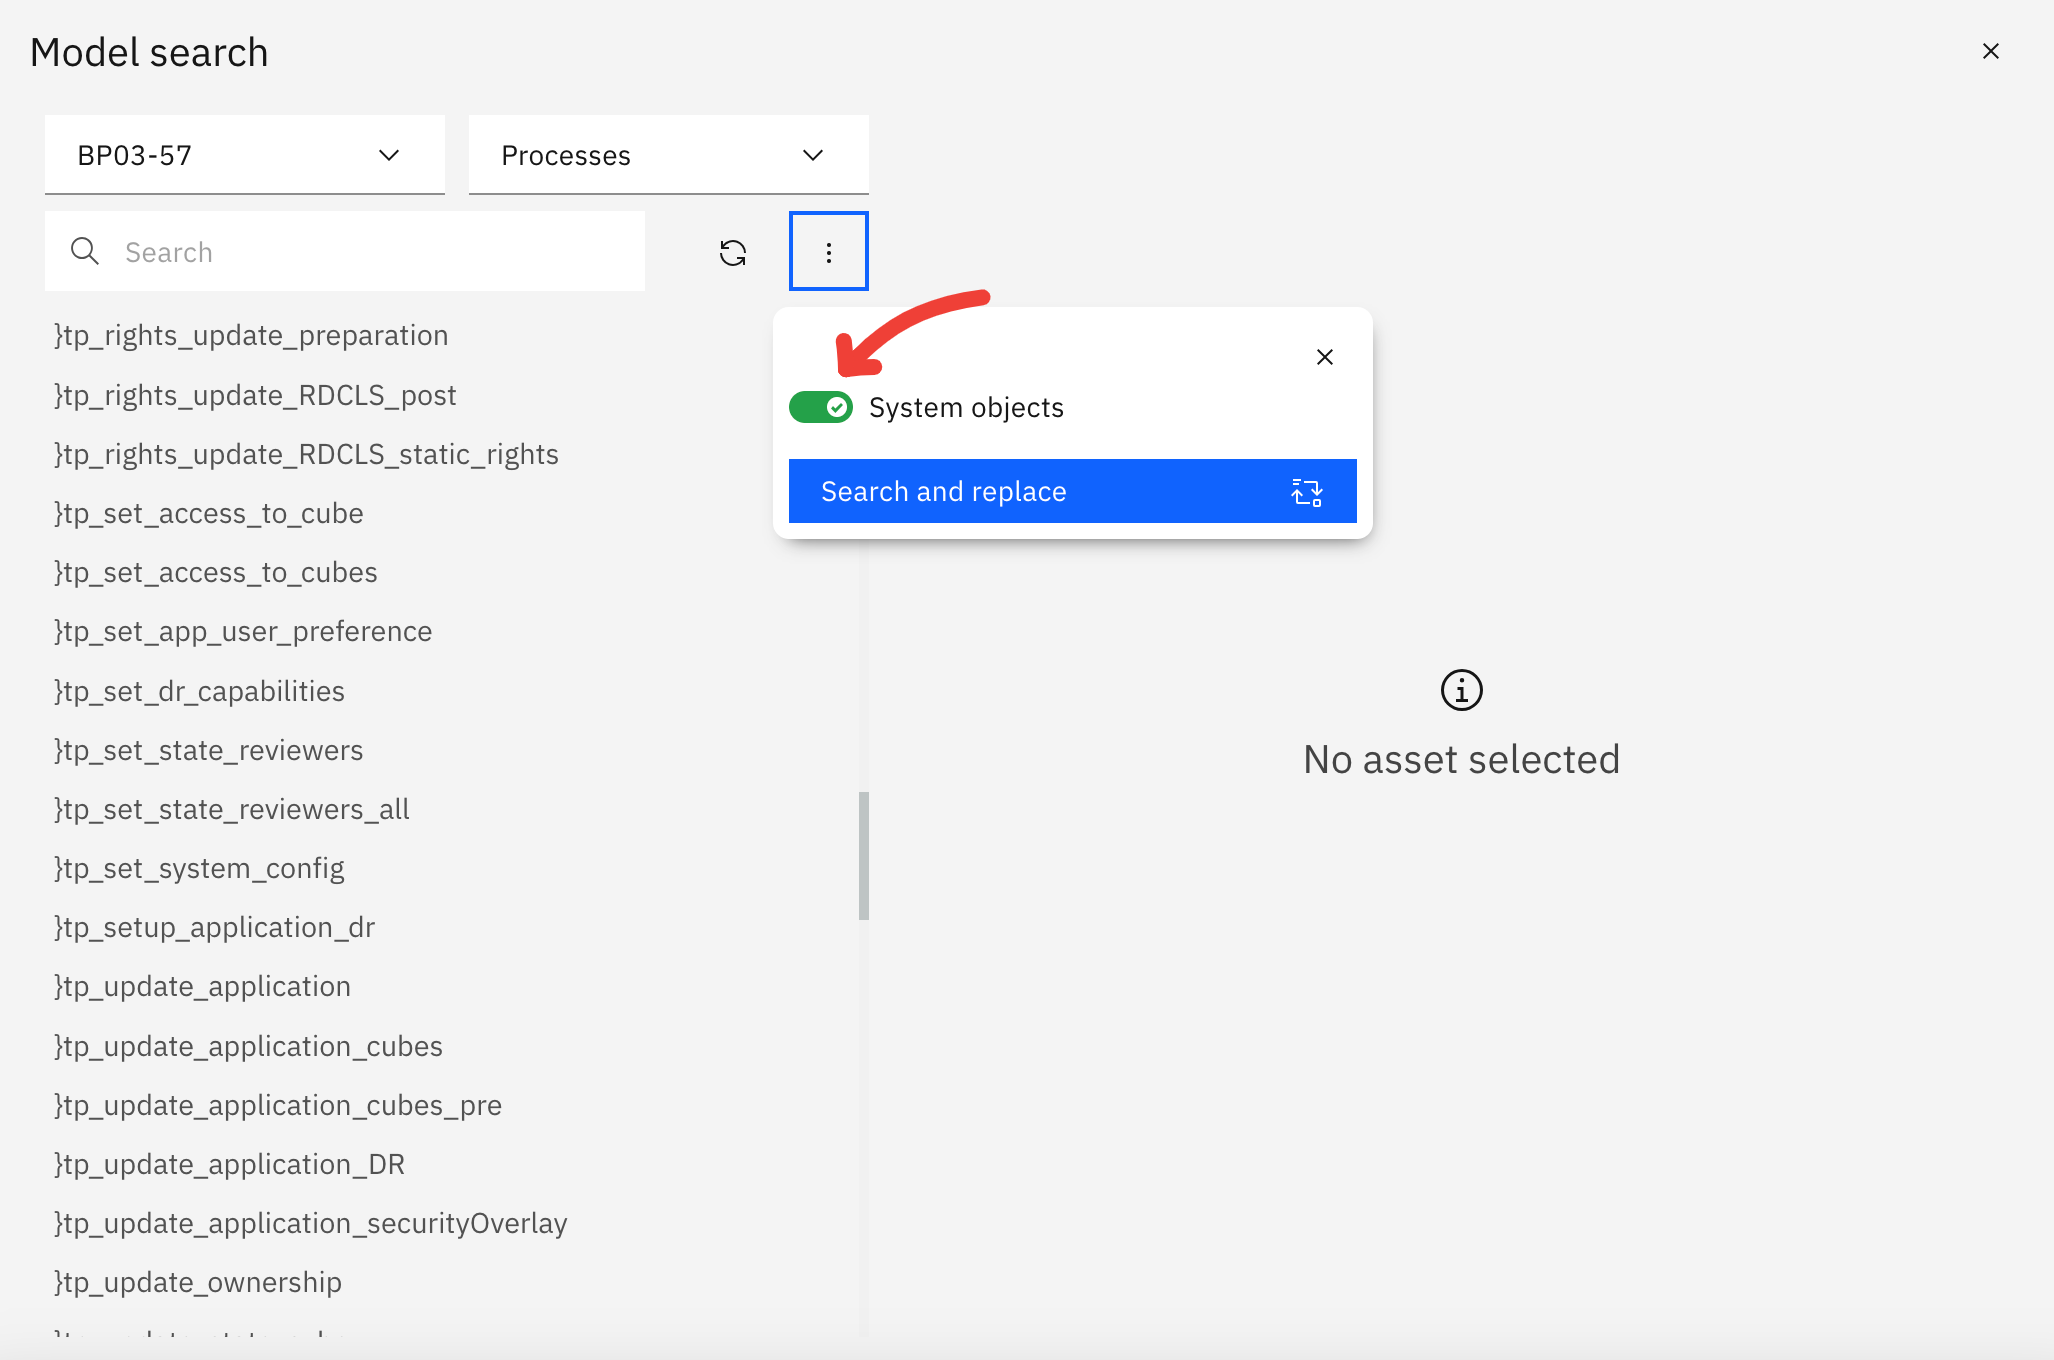 Model search
BP03-57
Processes
Search
}tp_rights_update_preparation
}tp_rights_update_RDCLS_post
}tp_rights_update_RDCLS_static_rights
}tp_set_access_to_cube
}tp_set_access_to_cubes
}tp_set_app_user_preference
}tp_set_dr_capabilities
}tp_set_state_reviewers
}tp_set_state_reviewers_all
}tp_set_system_config
}tp_setup_application_dr
}tp_update_application
}tp_update_application_cubes
}tp_update_application_cubes_pre
}tp_update_application_DR
}tp_update_application_securityOverlay
}tp_update_ownership
System objects
Search and replace
No asset selected